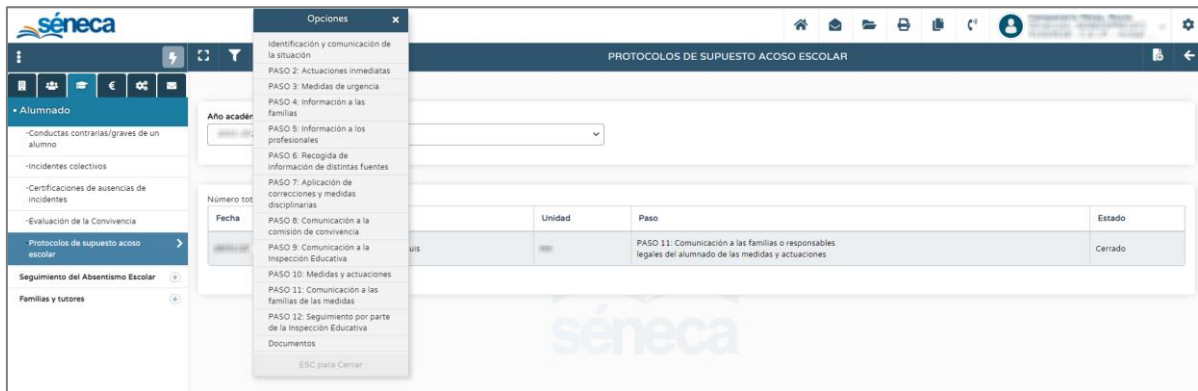 séneca
Opciones
PROTOCOLOS DE SUPUESTO ACOSO ESCOLAR
Alumnado
-Conductas contrarias/graves de un
alumno
-Incidentes colectivos
-Certificaciones de ausencias de
incidentes
-Evaluación de la Convivencia
-Protocolos de supuesto acoso
escolar
Seguimiento del Absentismo Escolar
Familias y tutores
Identificación y comunicación de
la situación
PASO 2: Actuaciones inmediatas
PASO 3: Medidas de urgencia
PASO 4: Información a las
familias
PASO 5: Información a los
profesionales
PASO 6: Recogida de
información de distintas fuentes
PASO 7: Aplicación de
correcciones y medidas
disciplinarias
PASO 8: Comunicación a la
comisión de convivencia
PASO 9: Comunicación a la
Inspección Educativa
PASO 10: Medidas y actuaciones
PASO 11: Comunicación a las
familias de las medidas
PASO 12: Seguimiento por parte
de la Inspección Educativa
Documentos
ESC para Cerrar
Año académ
Número tot
Fecha Unidad Paso Estado
uis PASO 11: Comunicación a las familias o responsables
legales del alumnado de las medidas y actuaciones Cerrado
séneca